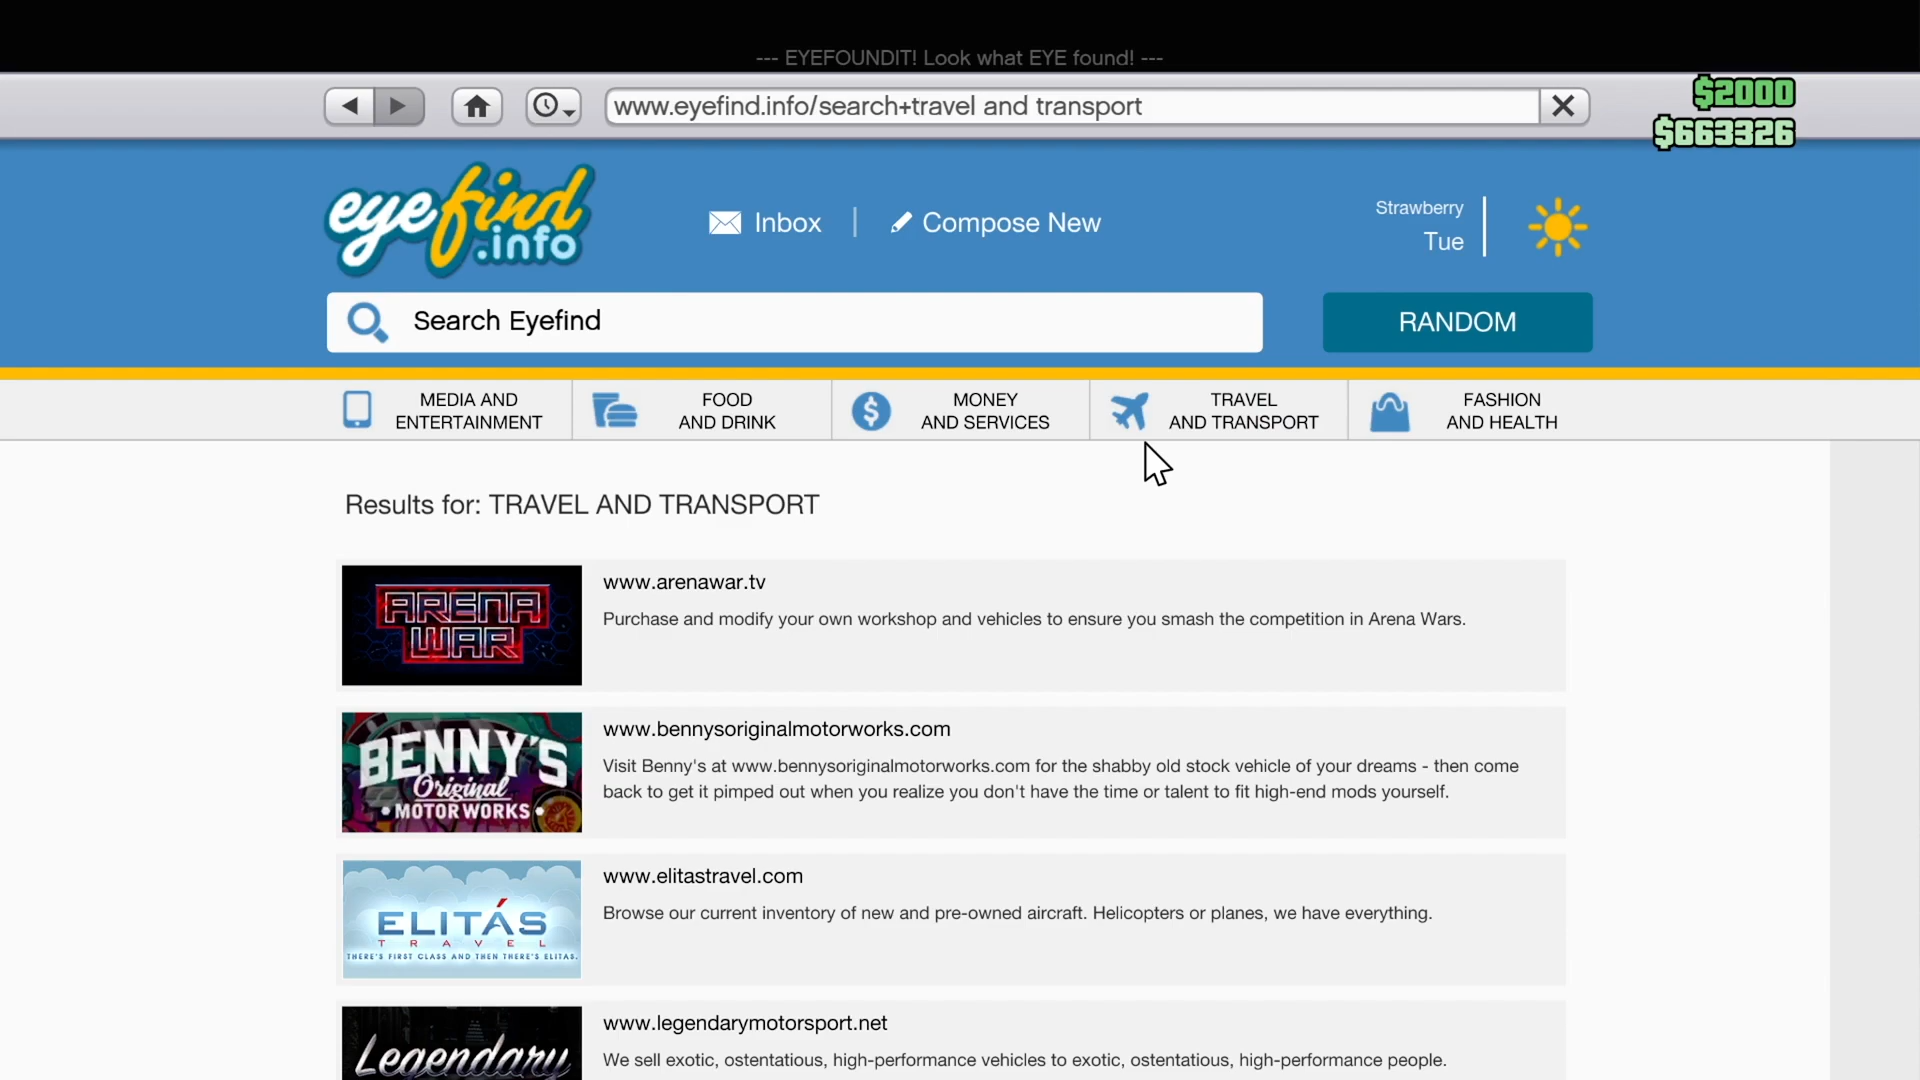 --- EYEFOUNDIT! Look what EYE found! ---
www.eyefind.info/search+travel and transport
$2000
$663326
eyefind
.info
Inbox
Compose New
Strawberry
Tue
Search Eyefind
RANDOM
MEDIA AND
ENTERTAINMENT
FOOD
AND DRINK
MONEY
AND SERVICES
TRAVEL
AND TRANSPORT
FASHION
AND HEALTH
Results for: TRAVEL AND TRANSPORT
ARENA
WAR
www.arenawar.tv
Purchase and modify your own workshop and vehicles to ensure you smash the competition in Arena Wars.
BENNY'S
Original
MOTOR WORKS
www.bennysoriginalmotorworks.com
Visit Benny's at www.bennysoriginalmotorworks.com for the shabby old stock vehicle of your dreams - then come
back to get it pimped out when you realize you don't have the time or talent to fit high-end mods yourself.
ELITÁS
TRAVEL
THERE'S FIRST CLASS AND THEN THERE'S ELITAS.
www.elitastravel.com
Browse our current inventory of new and pre-owned aircraft. Helicopters or planes, we have everything.
Legendary
www.legendarymotorsport.net
We sell exotic, ostentatious, high-performance vehicles to exotic, ostentatious, high-performance people.